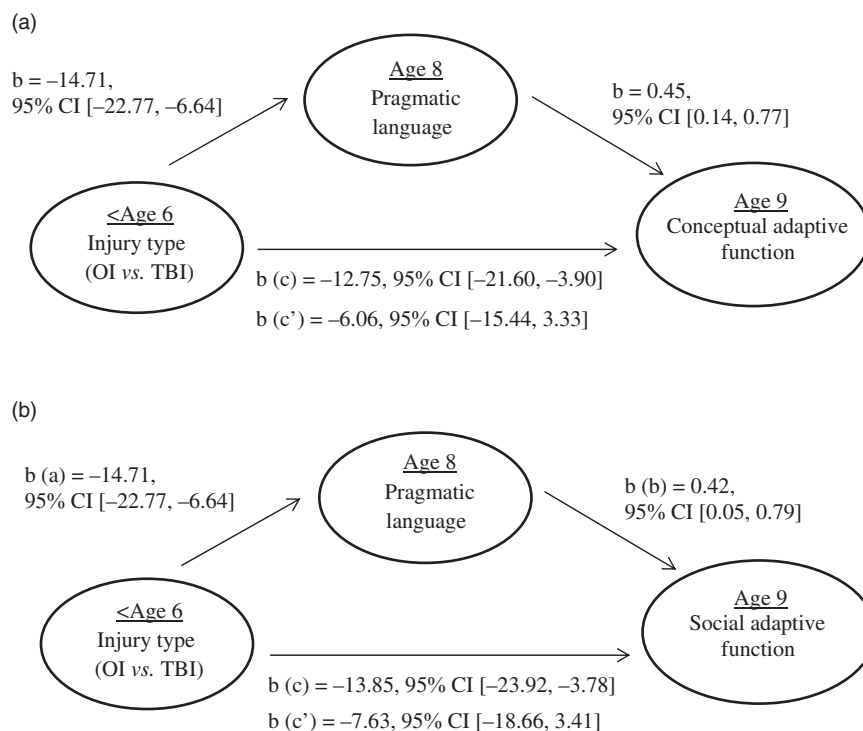 (a)
b = –14.71,
95% CI [–22.77, –6.64]
Age 8
Pragmatic
language
b = 0.45,
95% CI [0.14, 0.77]
<Age 6
Injury type
(OI vs. TBI)
Age 9
Conceptual adaptive
function
b (c) = –12.75, 95% CI [–21.60, –3.90]
b (c’) = –6.06, 95% CI [–15.44, 3.33]
(b)
b (a) = –14.71,
95% CI [–22.77, –6.64]
Age 8
Pragmatic
language
b (b) = 0.42,
95% CI [0.05, 0.79]
<Age 6
Injury type
(OI vs. TBI)
Age 9
Social adaptive
function
b (c) = –13.85, 95% CI [–23.92, –3.78]
b (c’) = –7.63, 95% CI [–18.66, 3.41]